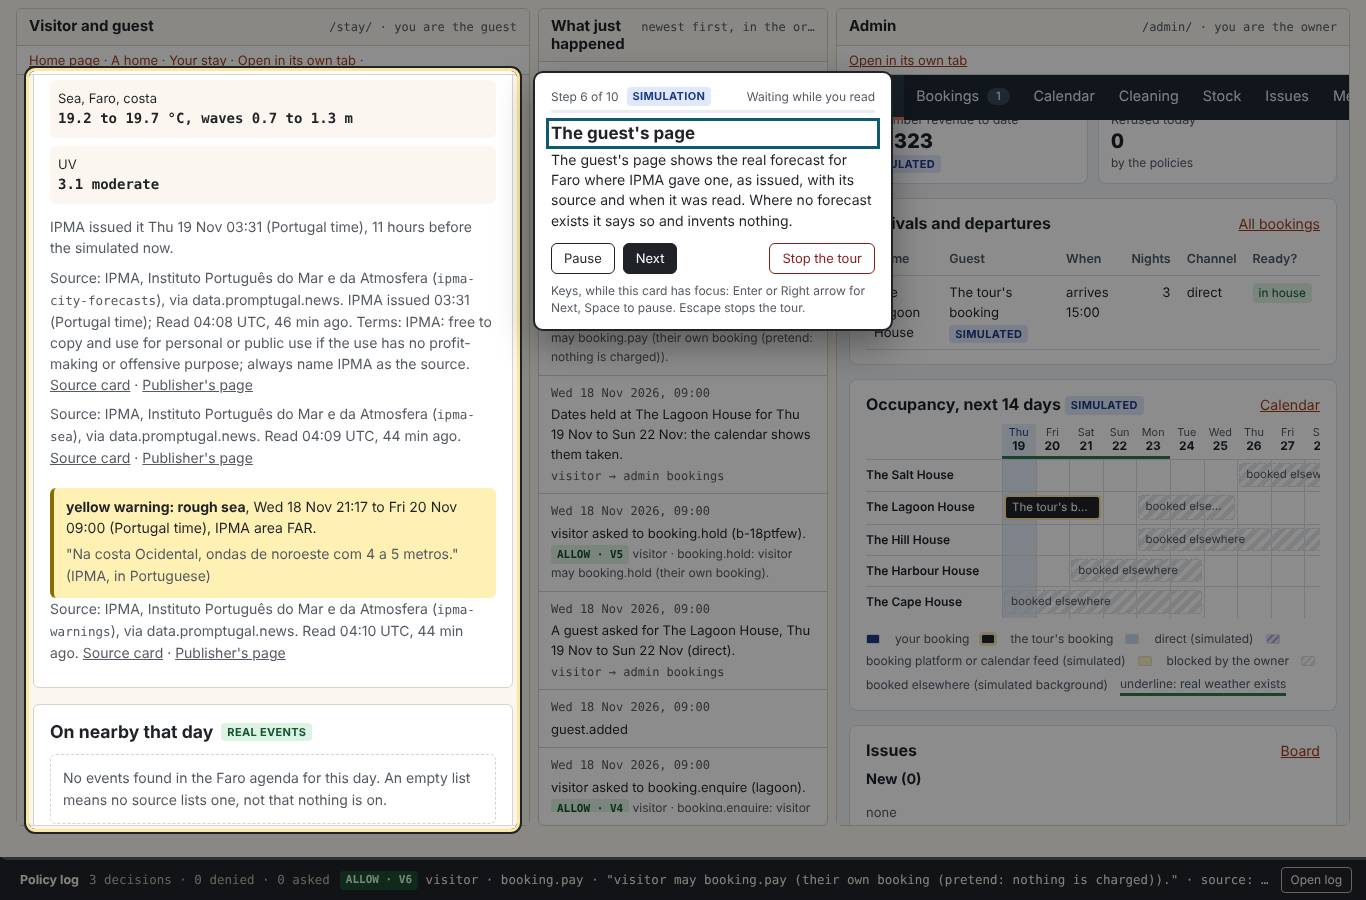 Visitor and guest
/stay/ · you are the guest
Home page · A home · Your stay · Open in its own tab ·
Sea, Faro, costa
19.2 to 19.7 °C, waves 0.7 to 1.3 m
UV
3.1 moderate
IPMA issued it Thu 19 Nov 03:31 (Portugal time), 11 hours before
the simulated now.
Source: IPMA, Instituto Português do Mar e da Atmosfera (ipma-
city-forecasts), via data.promptugal.news. IPMA issued 03:31
(Portugal time); Read 04:08 UTC, 46 min ago. Terms: IPMA: free to
copy and use for personal or public use if the use has no profit-
making or offensive purpose; always name IPMA as the source.
Source card · Publisher's page
Source: IPMA, Instituto Português do Mar e da Atmosfera (ipma-
sea), via data.promptugal.news. Read 04:09 UTC, 44 min ago.
Source card · Publisher's page
yellow warning: rough sea, Wed 18 Nov 21:17 to Fri 20 Nov
09:00 (Portugal time), IPMA area FAR.
"Na costa Ocidental, ondas de noroeste com 4 a 5 metros."
(IPMA, in Portuguese)
Source: IPMA, Instituto Português do Mar e da Atmosfera (ipma-
warnings), via data.promptugal.news. Read 04:10 UTC, 44 min
ago. Source card · Publisher's page
On nearby that day REAL EVENTS
No events found in the Faro agenda for this day. An empty list
means no source lists one, not that nothing is on.
What just
happened
newest first, in the or…
Step 6 of 10 SIMULATION Waiting while you read
The guest's page
The guest's page shows the real forecast for
Faro where IPMA gave one, as issued, with its
source and when it was read. Where no forecast
exists it says so and invents nothing.
Pause Next Stop the tour
Keys, while this card has focus: Enter or Right arrow for
Next, Space to pause. Escape stops the tour.
may booking.pay (their own booking (pretend:
nothing is charged)).
Wed 18 Nov 2026, 09:00
Dates held at The Lagoon House for Thu
19 Nov to Sun 22 Nov: the calendar shows
them taken.
visitor → admin bookings
Wed 18 Nov 2026, 09:00
visitor asked to booking.hold (b-18ptfew).
ALLOW · V5 visitor · booking.hold: visitor
may booking.hold (their own booking).
Wed 18 Nov 2026, 09:00
A guest asked for The Lagoon House, Thu
19 Nov to Sun 22 Nov (direct).
visitor → admin bookings
Wed 18 Nov 2026, 09:00
guest.added
Wed 18 Nov 2026, 09:00
visitor asked to booking.enquire (lagoon).
ALLOW · V4 visitor · booking.enquire: visitor
Admin
/admin/ · you are the owner
Open in its own tab
Bookings 1 Calendar Cleaning Stock Issues Me
revenue to date
323
Refused today
0
by the policies
All bookings
and departures
Guest When Nights Channel Ready?
The tour's
booking
SIMULATED
arrives
15:00
3 direct in house
House
Occupancy, next 14 days SIMULATED Calendar
Thu Fri Sat Sun Mon Tue Wed Thu Fri
19 20 21 22 23 24 25 26 27
The Salt House booked elsew
The Lagoon House The tour's b… booked else…
The Hill House booked elsewhere
The Harbour House booked elsewhere
The Cape House booked elsewhere
your booking the tour's booking direct (simulated)
booking platform or calendar feed (simulated) blocked by the owner
booked elsewhere (simulated background) underline: real weather exists
Issues Board
New (0)
none
Policy log 3 decisions · 0 denied · 0 asked ALLOW · V6 visitor · booking.pay · "visitor may booking.pay (their own booking (pretend: nothing is charged))." · source: … Open log